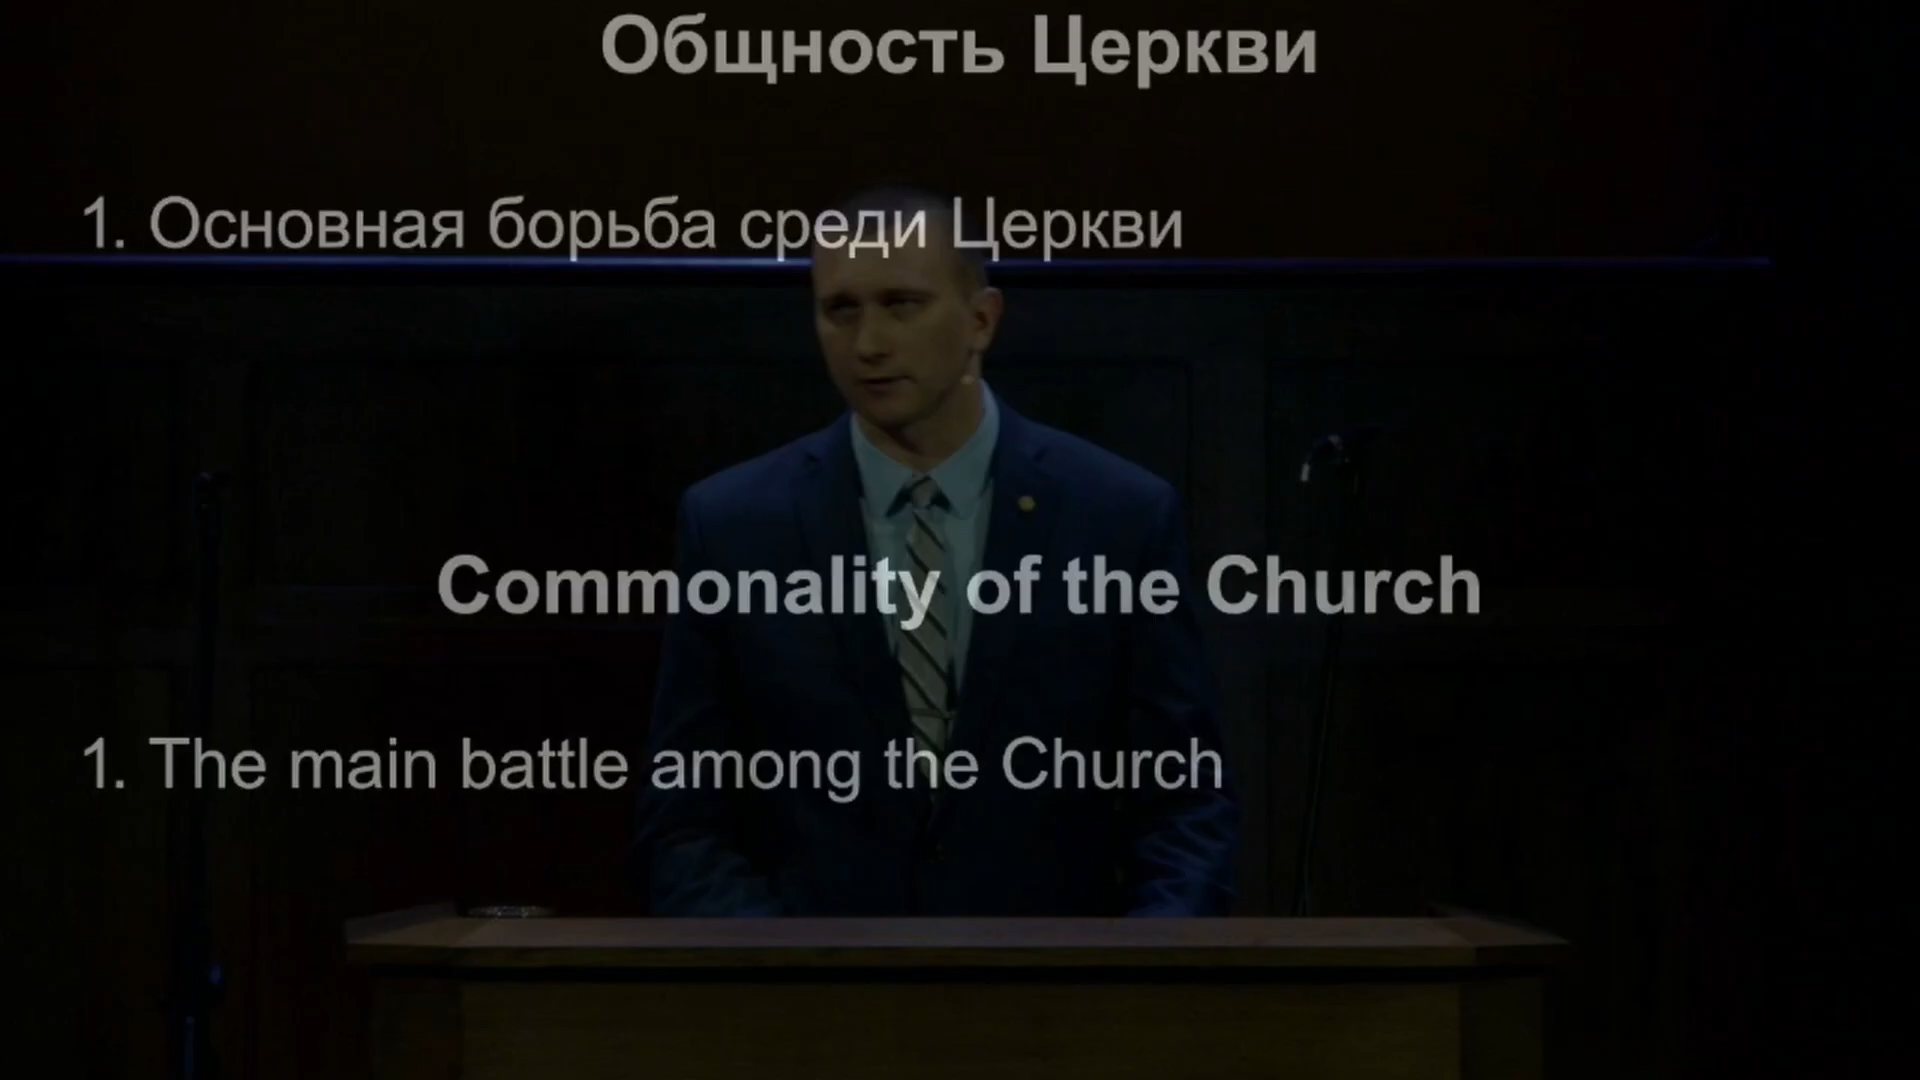 Общность Церкви
1. Основная борьба среди Церкви
Commonality of the Church
1. The main battle among the Church